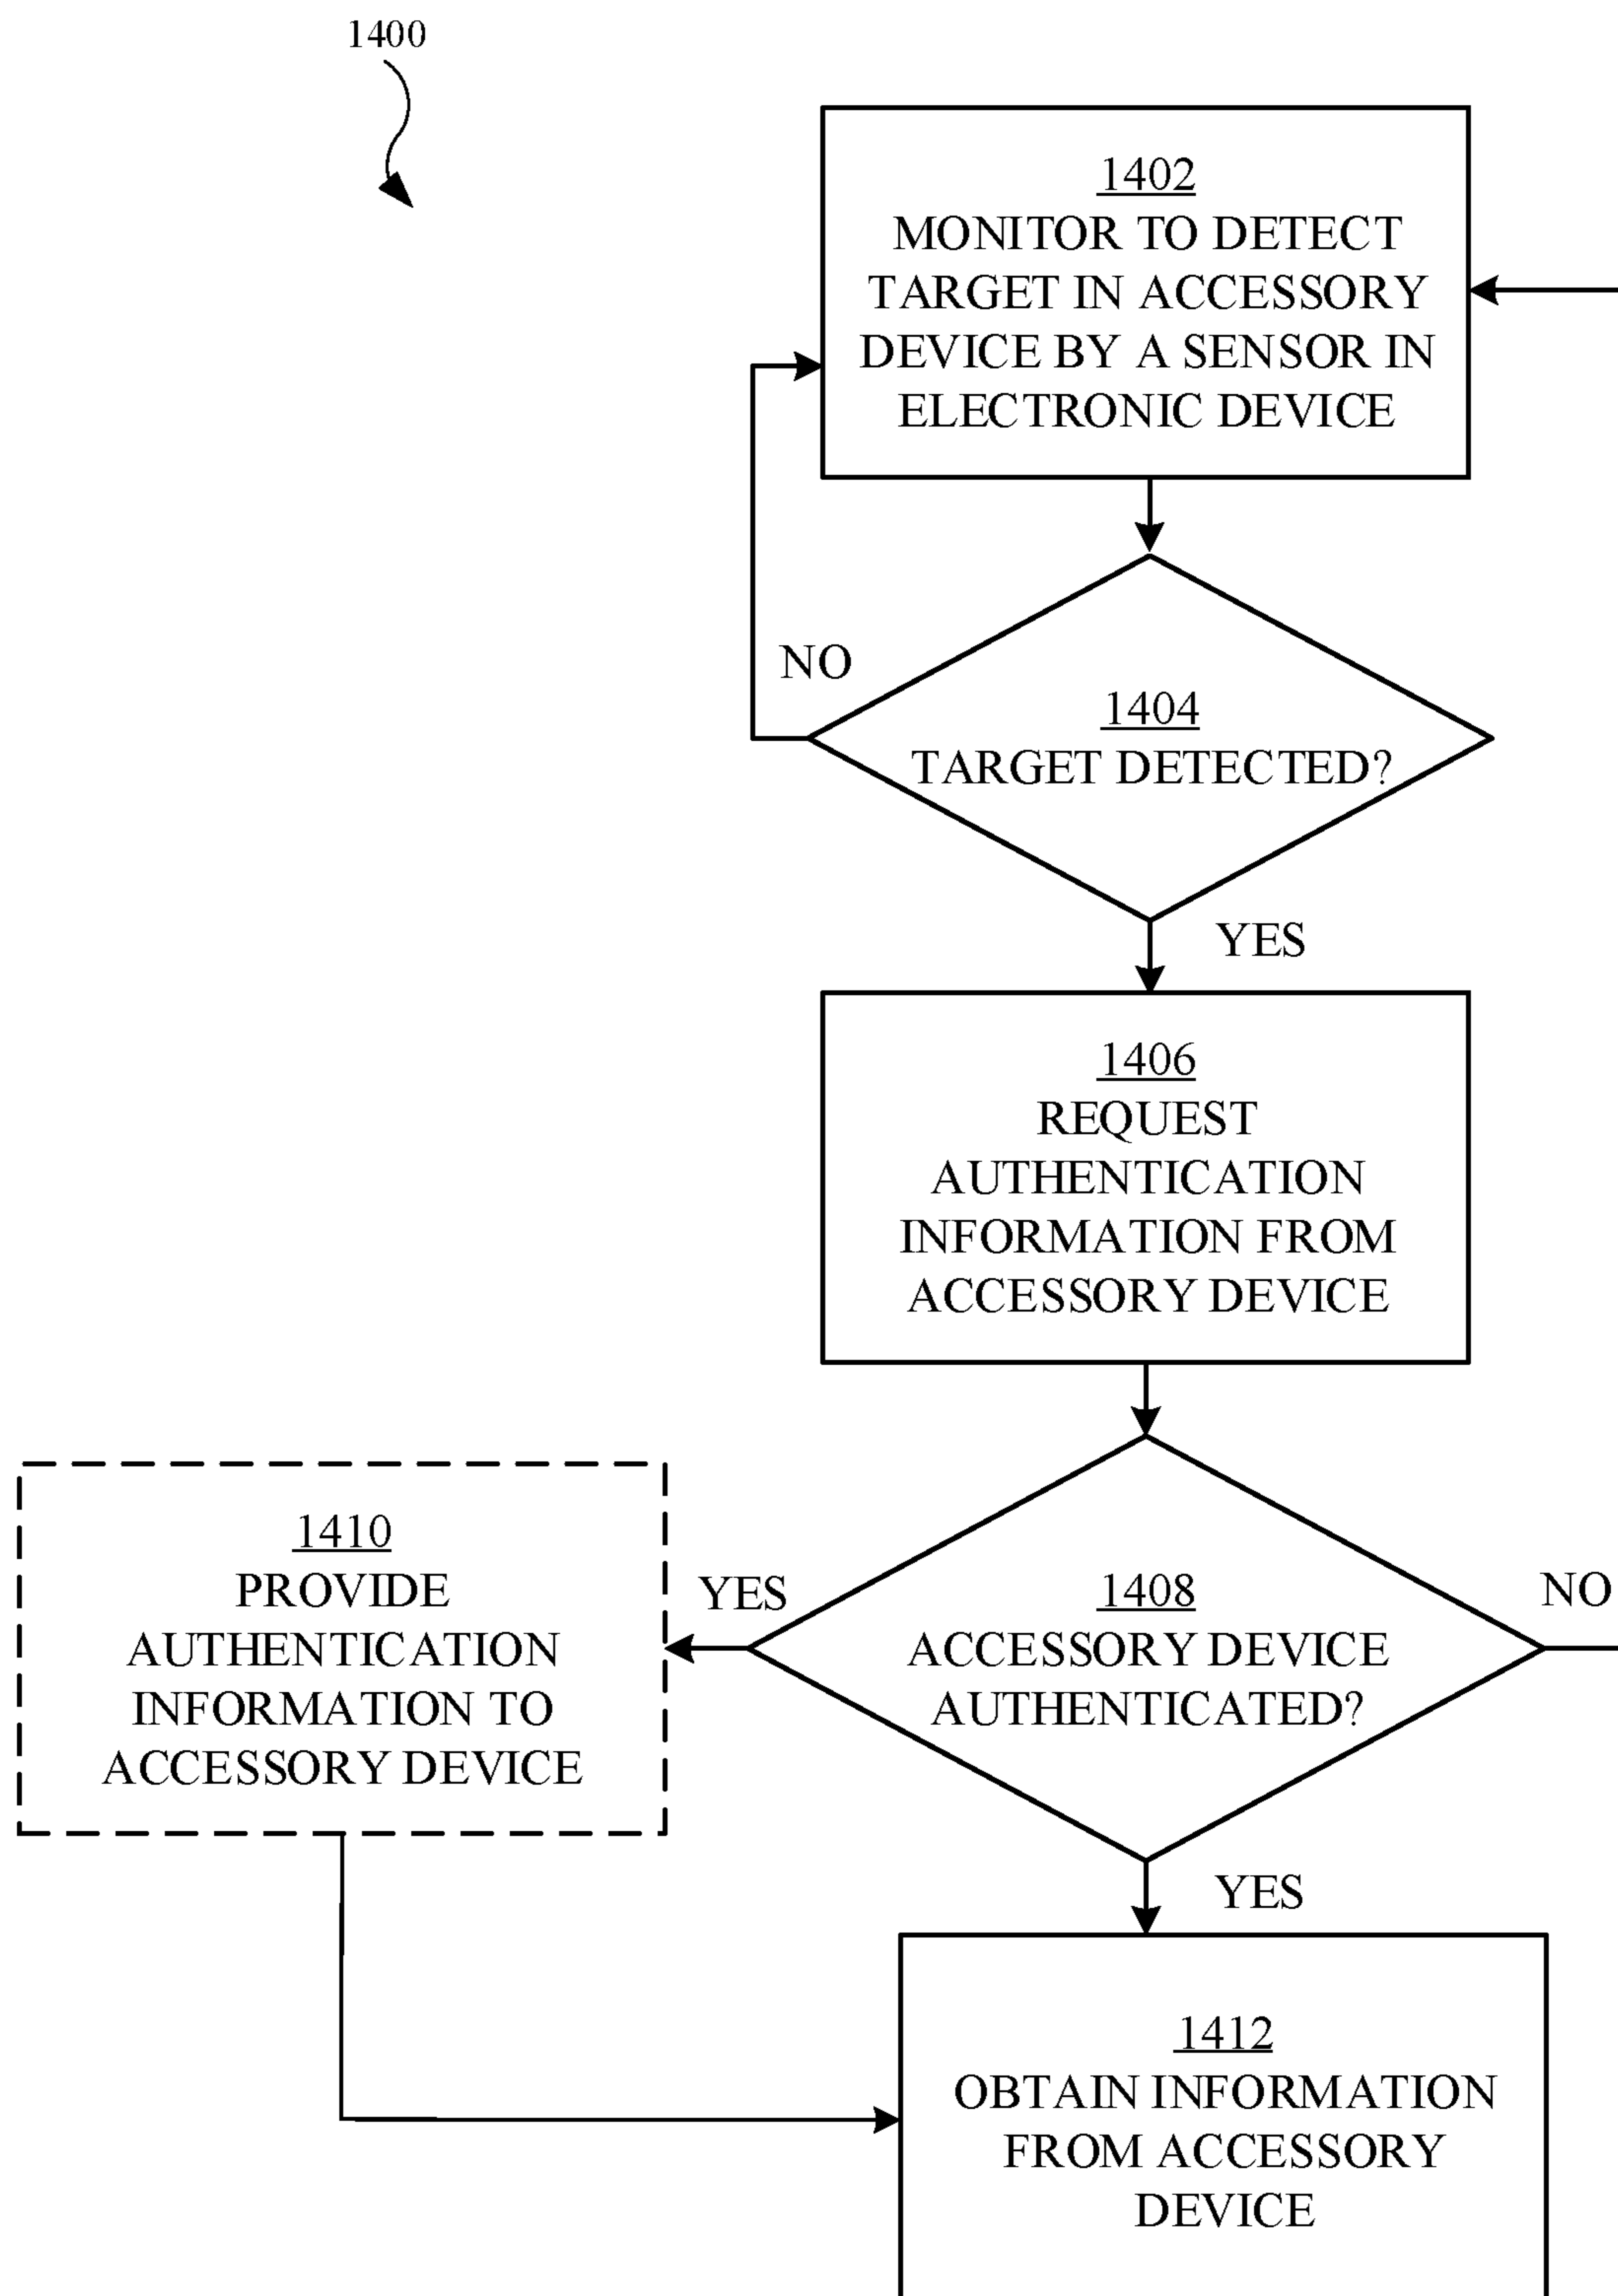 1400
1402
MONITOR TO DETECT
TARGET IN ACCESSORY
DEVICE BY A SENSOR IN
ELECTRONIC DEVICE
NO
1404
TARGET DETECTED?
YES
1406
REQUEST
AUTHENTICATION
INFORMATION FROM
ACCESSORY DEVICE
1410
PROVIDE
AUTHENTICATION
INFORMATION TO
ACCESSORY DEVICE
YES
1408
ACCESSORY DEVICE
AUTHENTICATED?
NO
YES
1412
OBTAIN INFORMATION
FROM ACCESSORY
DEVICE